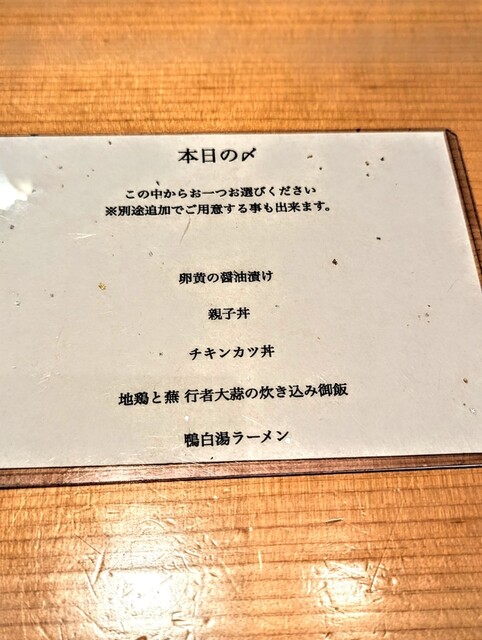 本日の〆
この中からお一つお選びください
※別途追加でご用意する事も出来ます。
卵黄の醤油漬け
親子丼
チキンカツ丼
地鶏と蕪 行者大蒜の炊き込み御飯
鴨白湯ラーメン